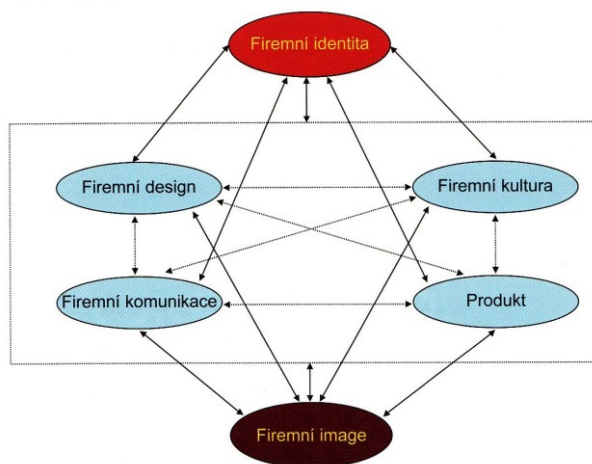 Firemní identita
Firemní design
Firemní kultura
Firemní komunikace
Produkt
Firemní image